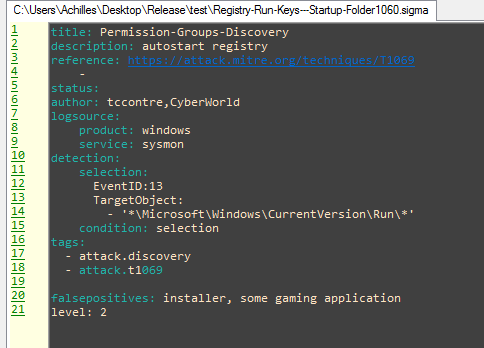 C:\Users\Achilles\Desktop\Release\test\Registry-Run-Keys---Startup-Folder1060.sigma
1 title: Permission-Groups-Discovery
2 description: autostart registry
3 reference: https://attack.mitre.org/techniques/T1069
4     -
5 status:
6 author: tccontre,CyberWorld
7 logsource:
8     product: windows
9     service: sysmon
10 detection:
11     selection:
12       EventID:13
13       TargetObject:
14         - '*\Microsoft\Windows\CurrentVersion\Run\*'
15     condition: selection
16 tags:
17   - attack.discovery
18   - attack.t1069
19
20 falsepositives: installer, some gaming application
21 level: 2